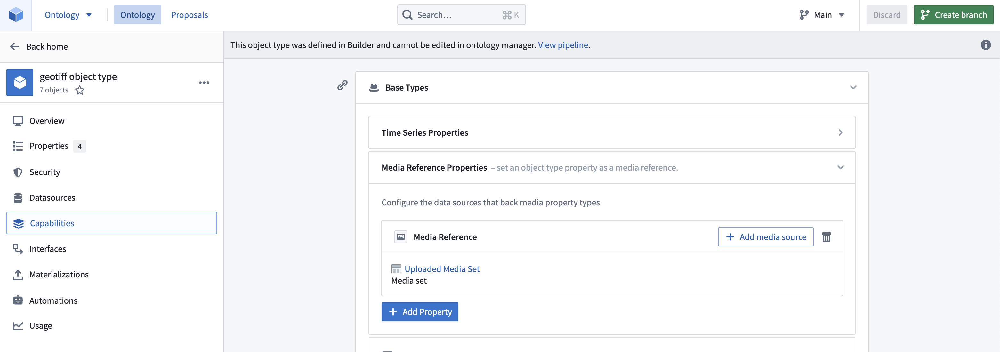 Ontology
Ontology
Proposals
Search…
⌘ K
Main
Discard
Create branch
Back home
This object type was defined in Builder and cannot be edited in ontology manager. View pipeline.
geotiff object type
7 objects
Overview
Properties 4
Security
Datasources
Capabilities
Interfaces
Materializations
Automations
Usage
Base Types
Time Series Properties
Media Reference Properties – set an object type property as a media reference.
Configure the data sources that back media property types
Media Reference
Add media source
Uploaded Media Set
Media set
Add Property